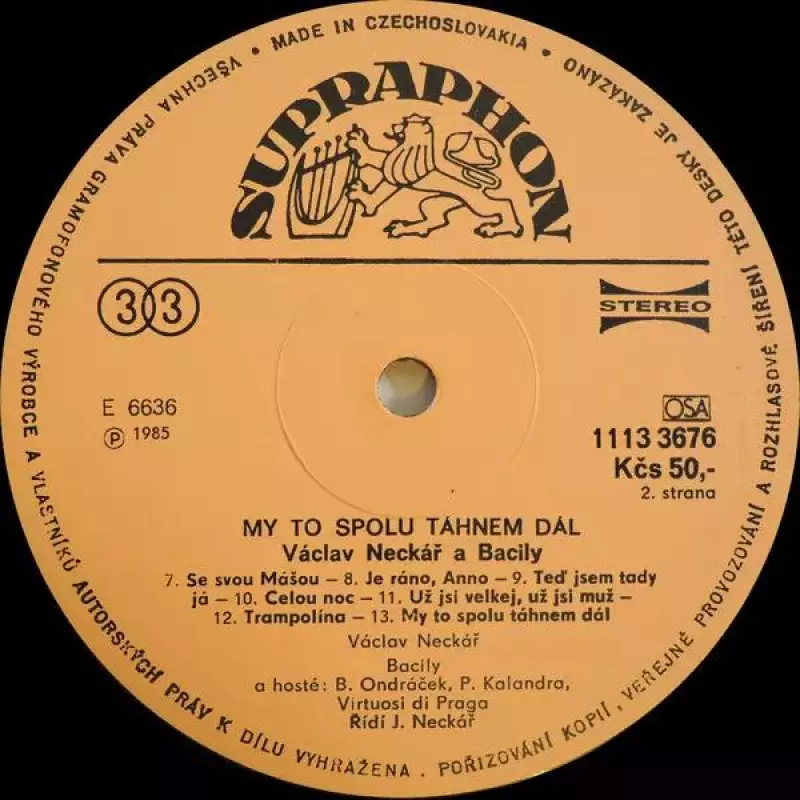 • MADE IN CZECHOSLOVAKIA •
VŠECHNA PRÁVA GRAMOFONOVÉHO VÝROBCE A VLASTNÍKŮ AUTORSKÝCH PRÁV K DÍLU VYHRAŽENA . POŘIZOVÁNÍ KOPIÍ, VEŘEJNÉ PROVOZOVÁNÍ A ROZHLASOVÉ ŠÍŘENÍ TÉTO DESKY JE ZAKÁZÁNO
SUPRAPHON
33
STEREO
E 6636
Ⓟ 1985
OSA
1113 3676
Kčs 50,-
2. strana
MY TO SPOLU TÁHNEM DÁL
Václav Neckář a Bacily
7. Se svou Mášou – 8. Je ráno, Anno – 9. Teď jsem tady
já – 10. Celou noc – 11. Už jsi velkej, už jsi muž –
12. Trampolína – 13. My to spolu táhnem dál
Václav Neckář
Bacily
a hosté: B. Ondráček, P. Kalandra,
Virtuosi di Praga
Řídí J. Neckář